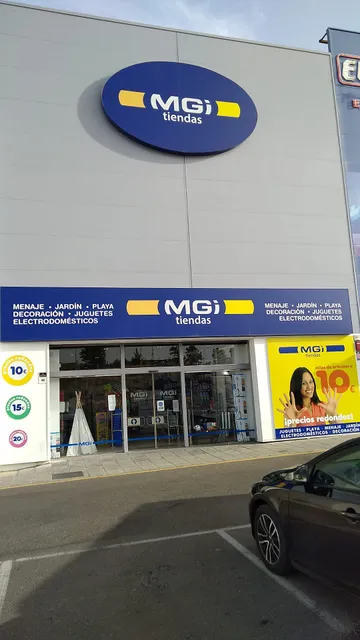 MGi
tiendas
E
MENAJE • JARDÍN • PLAYA
DECORACIÓN • JUGUETES
ELECTRODOMÉSTICOS
MGi
tiendas
MENAJE • JARDÍN • PLAYA
DECORACIÓN • JUGUETES
ELECTRODOMÉSTICOS
10€
15€
20€
MGi
tiendas
10€
¡precios redondos!
JUGUETES • PLAYA • MENAJE • JARDÍN
ELECTRODOMÉSTICOS • DECORACIÓN